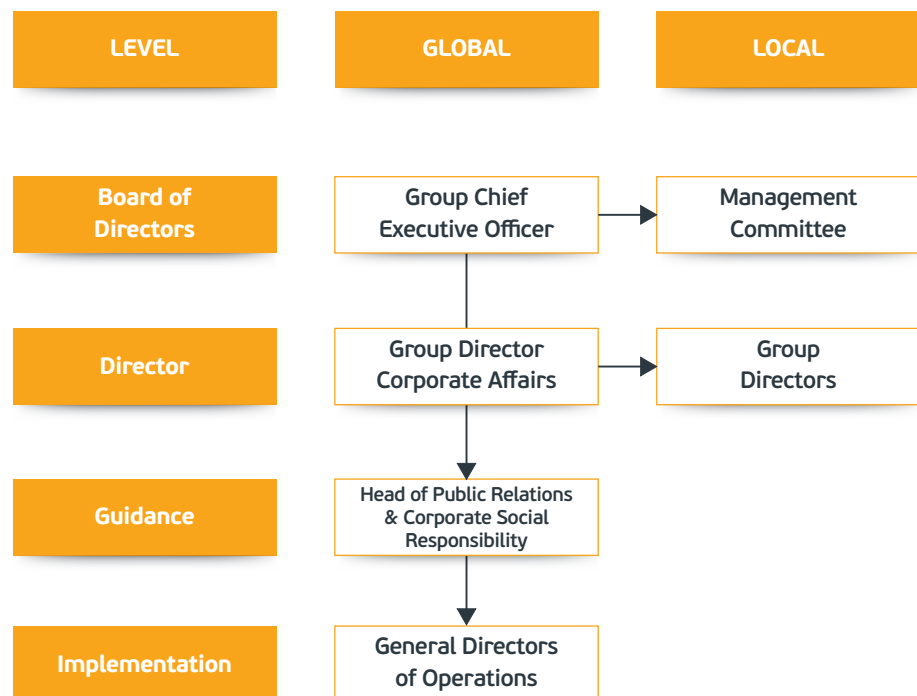 LEVEL
GLOBAL
LOCAL
Board of
Directors
Group Chief
Executive Officer
Management
Committee
Director
Group Director
Corporate Affairs
Group
Directors
Guidance
Head of Public Relations
& Corporate Social
Responsibility
Implementation
General Directors
of Operations